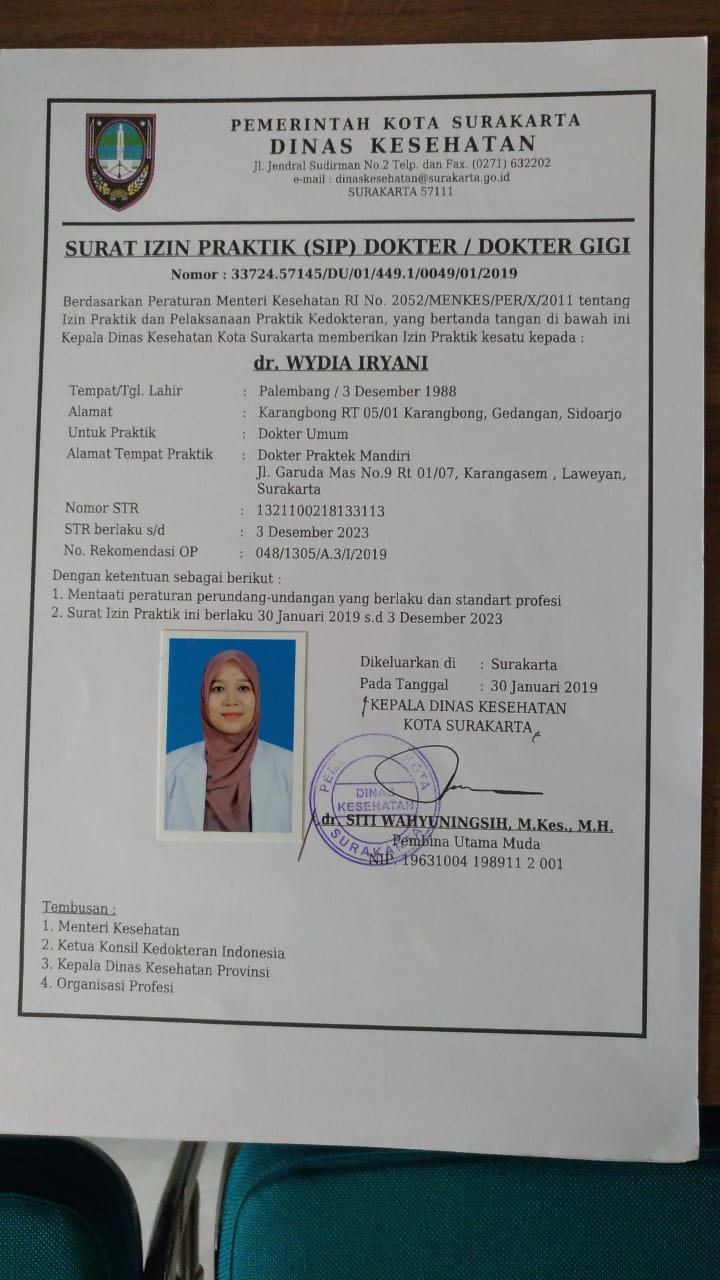 PEMERINTAH KOTA SURAKARTA
DINAS KESEHATAN
Jl. Jendral Sudirman No.2 Telp. dan Fax. (0271) 632202
e-mail : dinaskesehatan@surakarta.go.id
SURAKARTA 57111
SURAT IZIN PRAKTIK (SIP) DOKTER / DOKTER GIGI
Nomor : 33724.57145/DU/01/449.1/0049/01/2019
Berdasarkan Peraturan Menteri Kesehatan RI No. 2052/MENKES/PER/X/2011 tentang
Izin Praktik dan Pelaksanaan Praktik Kedokteran, yang bertanda tangan di bawah ini
Kepala Dinas Kesehatan Kota Surakarta memberikan Izin Praktik kesatu kepada :
dr. WYDIA IRYANI
Tempat/Tgl. Lahir : Palembang / 3 Desember 1988
Alamat : Karangbong RT 05/01 Karangbong, Gedangan, Sidoarjo
Untuk Praktik : Dokter Umum
Alamat Tempat Praktik : Dokter Praktek Mandiri
Jl. Garuda Mas No.9 Rt 01/07, Karangasem , Laweyan,
Surakarta
Nomor STR : 1321100218133113
STR berlaku s/d : 3 Desember 2023
No. Rekomendasi OP : 048/1305/A.3/I/2019
Dengan ketentuan sebagai berikut :
1. Mentaati peraturan perundang-undangan yang berlaku dan standart profesi
2. Surat Izin Praktik ini berlaku 30 Januari 2019 s.d 3 Desember 2023
Dikeluarkan di : Surakarta
Pada Tanggal : 30 Januari 2019
KEPALA DINAS KESEHATAN
KOTA SURAKARTA
DINAS
KESEHATAN
SURAKARTA
dr. SITI WAHYUNINGSIH, M.Kes., M.H.
Pembina Utama Muda
NIP. 19631004 198911 2 001
Tembusan :
1. Menteri Kesehatan
2. Ketua Konsil Kedokteran Indonesia
3. Kepala Dinas Kesehatan Provinsi
4. Organisasi Profesi